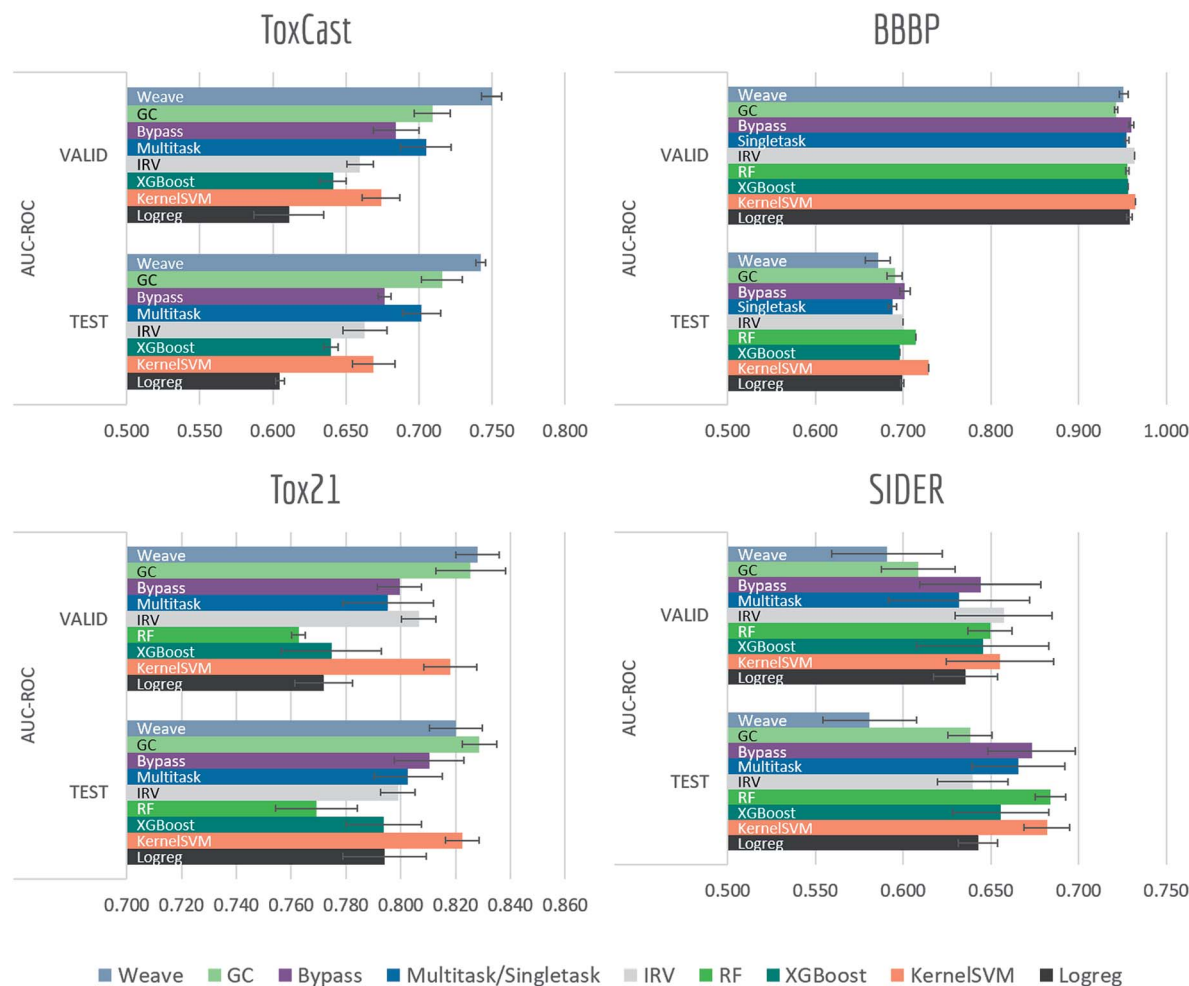 ToxCast
AUC-ROC
VALID
Weave
GC
Bypass
Multitask
IRV
XGBoost
KernelSVM
Logreg
TEST
Weave
GC
Bypass
Multitask
IRV
XGBoost
KernelSVM
Logreg
0.500 0.550 0.600 0.650 0.700 0.750 0.800
BBBP
AUC-ROC
VALID
Weave
GC
Bypass
Singletask
IRV
RF
XGBoost
KernelSVM
Logreg
TEST
Weave
GC
Bypass
Singletask
IRV
RF
XGBoost
KernelSVM
Logreg
0.500 0.600 0.700 0.800 0.900 1.000
Tox21
AUC-ROC
VALID
Weave
GC
Bypass
Multitask
IRV
RF
XGBoost
KernelSVM
Logreg
TEST
Weave
GC
Bypass
Multitask
IRV
RF
XGBoost
KernelSVM
Logreg
0.700 0.720 0.740 0.760 0.780 0.800 0.820 0.840 0.860
SIDER
AUC-ROC
VALID
Weave
GC
Bypass
Multitask
IRV
RF
XGBoost
KernelSVM
Logreg
TEST
Weave
GC
Bypass
Multitask
IRV
RF
XGBoost
KernelSVM
Logreg
0.500 0.550 0.600 0.650 0.700 0.750
Weave GC Bypass Multitask/Singletask IRV RF XGBoost KernelSVM Logreg